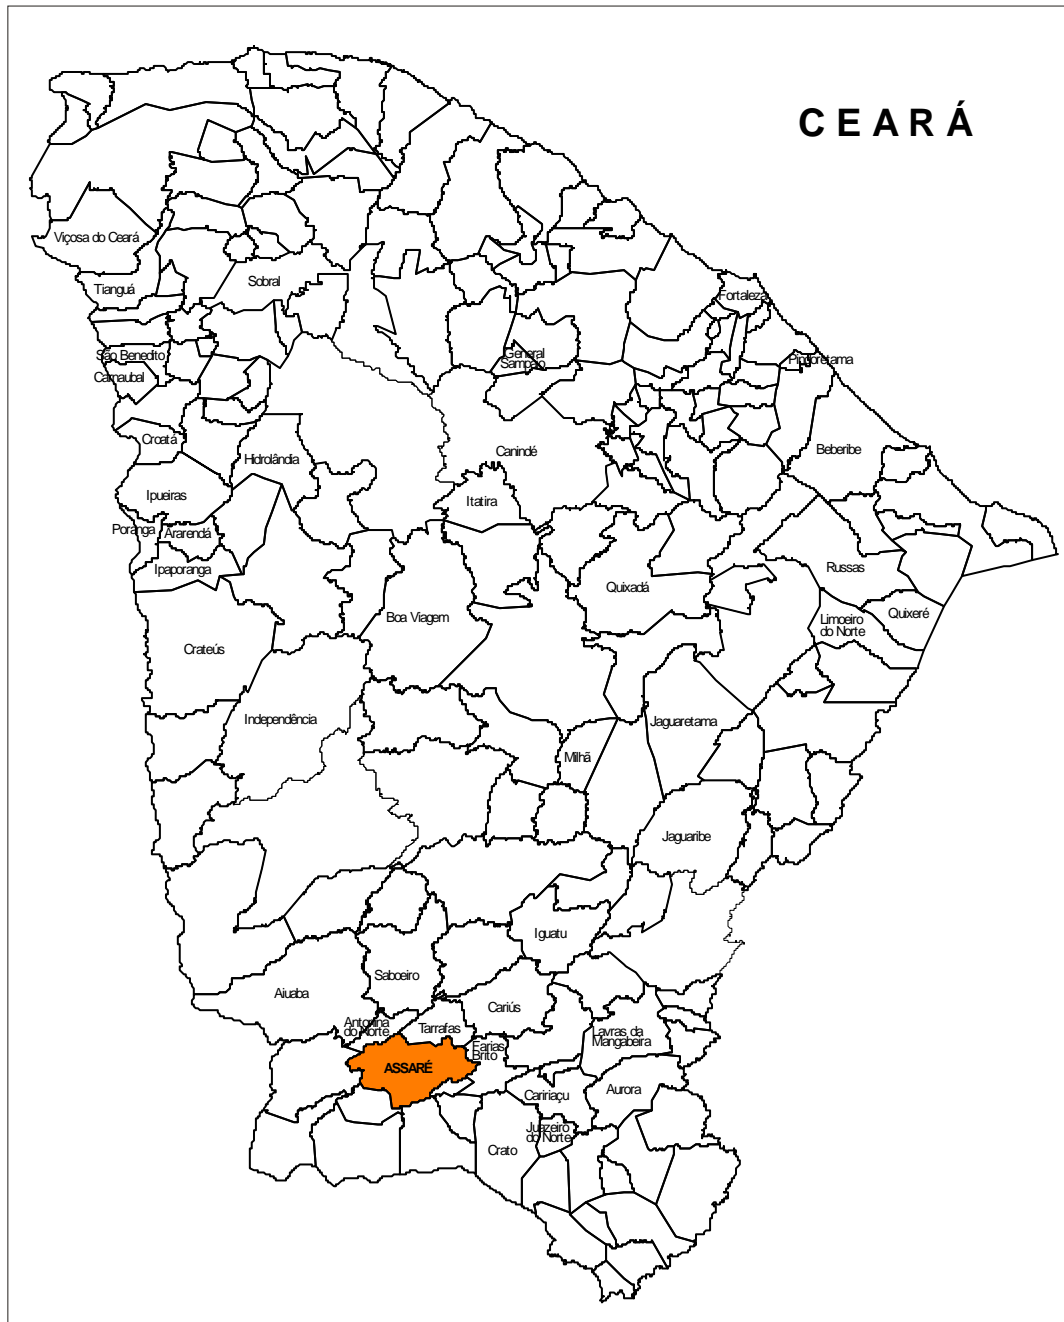 CEARÁ
Viçosa do Ceará
Tianguá
Sobral
Fortaleza
São Benedito
Carnaubal
General
Sampaio
Croatá
Hidrolândia
Canindé
Beberibe
Ipueiras
Itatira
Poranga
Ararendá
Ipaporanga
Russas
Quixadá
Boa Viagem
Limoeiro
do Norte
Quixeré
Crateús
Independência
Jaguaretama
Milhã
Jaguaribe
Iguatu
Saboeiro
Aiuaba
Cariús
Antonina
do Norte
Tarrafas
Lavras da
Mangabeira
Farias
Brito
ASSARÉ
Caririaçu
Aurora
Juazeiro
do Norte
Crato